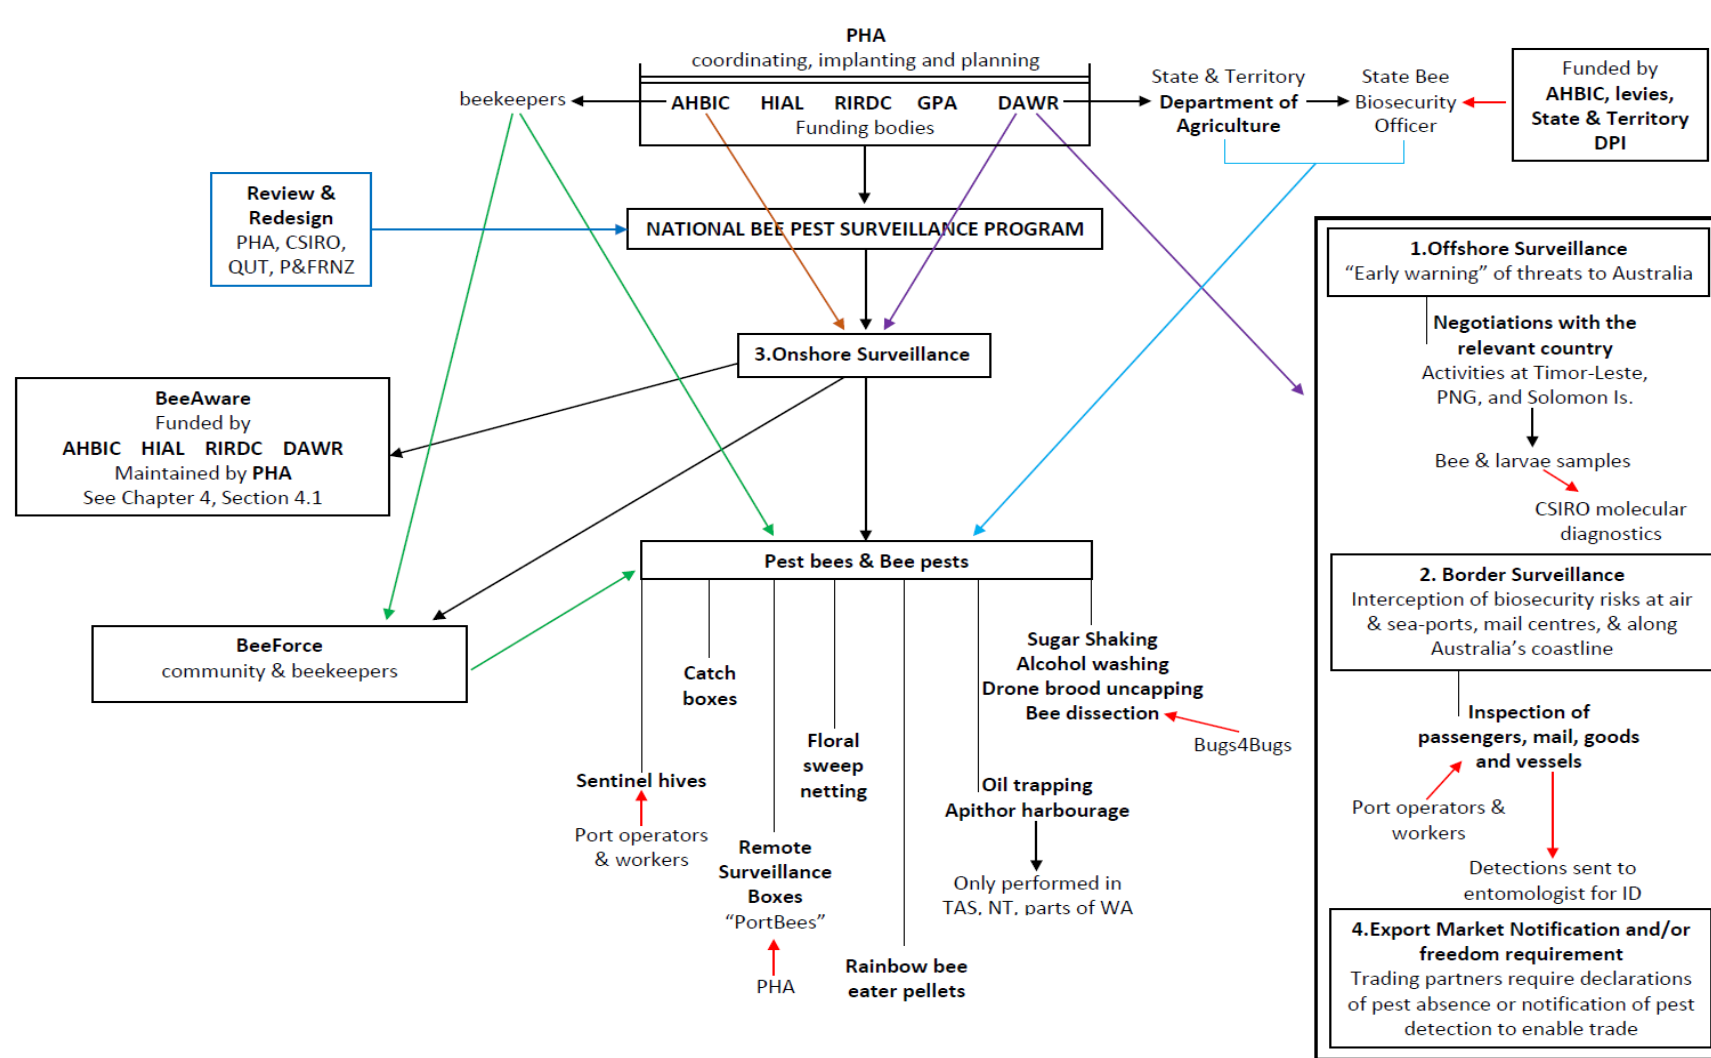 PHA
coordinating, implanting and planning
AHBIC HIAL RIRDC GPA DAWR
Funding bodies
beekeepers
State & Territory
Department of
Agriculture
State Bee
Biosecurity
Officer
Funded by
AHBIC, levies,
State & Territory
DPI
Review &
Redesign
PHA, CSIRO,
QUT, P&FRNZ
NATIONAL BEE PEST SURVEILLANCE PROGRAM
3.Onshore Surveillance
BeeAware
Funded by
AHBIC HIAL RIRDC DAWR
Maintained by PHA
See Chapter 4, Section 4.1
BeeForce
community & beekeepers
Pest bees & Bee pests
Sentinel hives
Port operators
& workers
Catch
boxes
Remote
Surveillance
Boxes
“PortBees”
PHA
Floral
sweep
netting
Rainbow bee
eater pellets
Oil trapping
Apithor harbourage
Only performed in
TAS, NT, parts of WA
Sugar Shaking
Alcohol washing
Drone brood uncapping
Bee dissection
Bugs4Bugs
1.Offshore Surveillance
“Early warning” of threats to Australia
Negotiations with the
relevant country
Activities at Timor-Leste,
PNG, and Solomon Is.
Bee & larvae samples
CSIRO molecular
diagnostics
2. Border Surveillance
Interception of biosecurity risks at air
& sea-ports, mail centres, & along
Australia’s coastline
Inspection of
passengers, mail, goods
and vessels
Port operators &
workers
Detections sent to
entomologist for ID
4.Export Market Notification and/or
freedom requirement
Trading partners require declarations
of pest absence or notification of pest
detection to enable trade